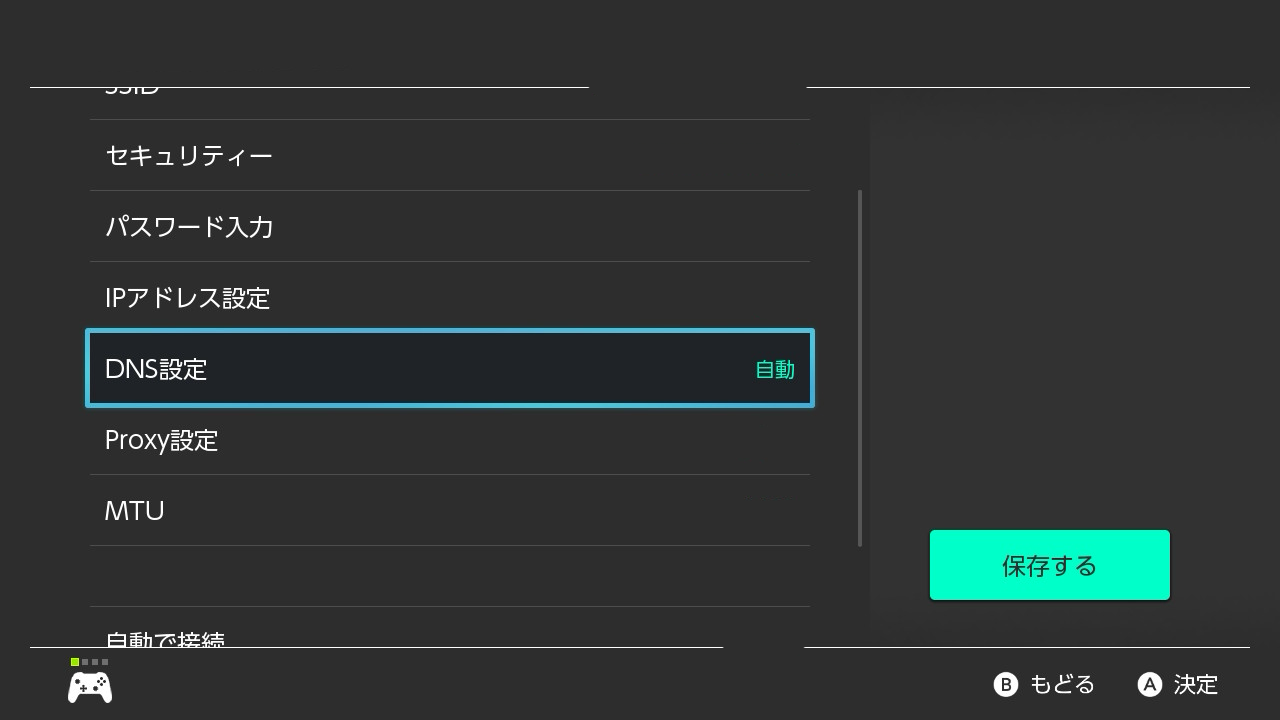 SSID
セキュリティー
パスワード入力
IPアドレス設定
DNS設定 自動
Proxy設定
MTU
保存する
自動で接続
B もどる A 決定